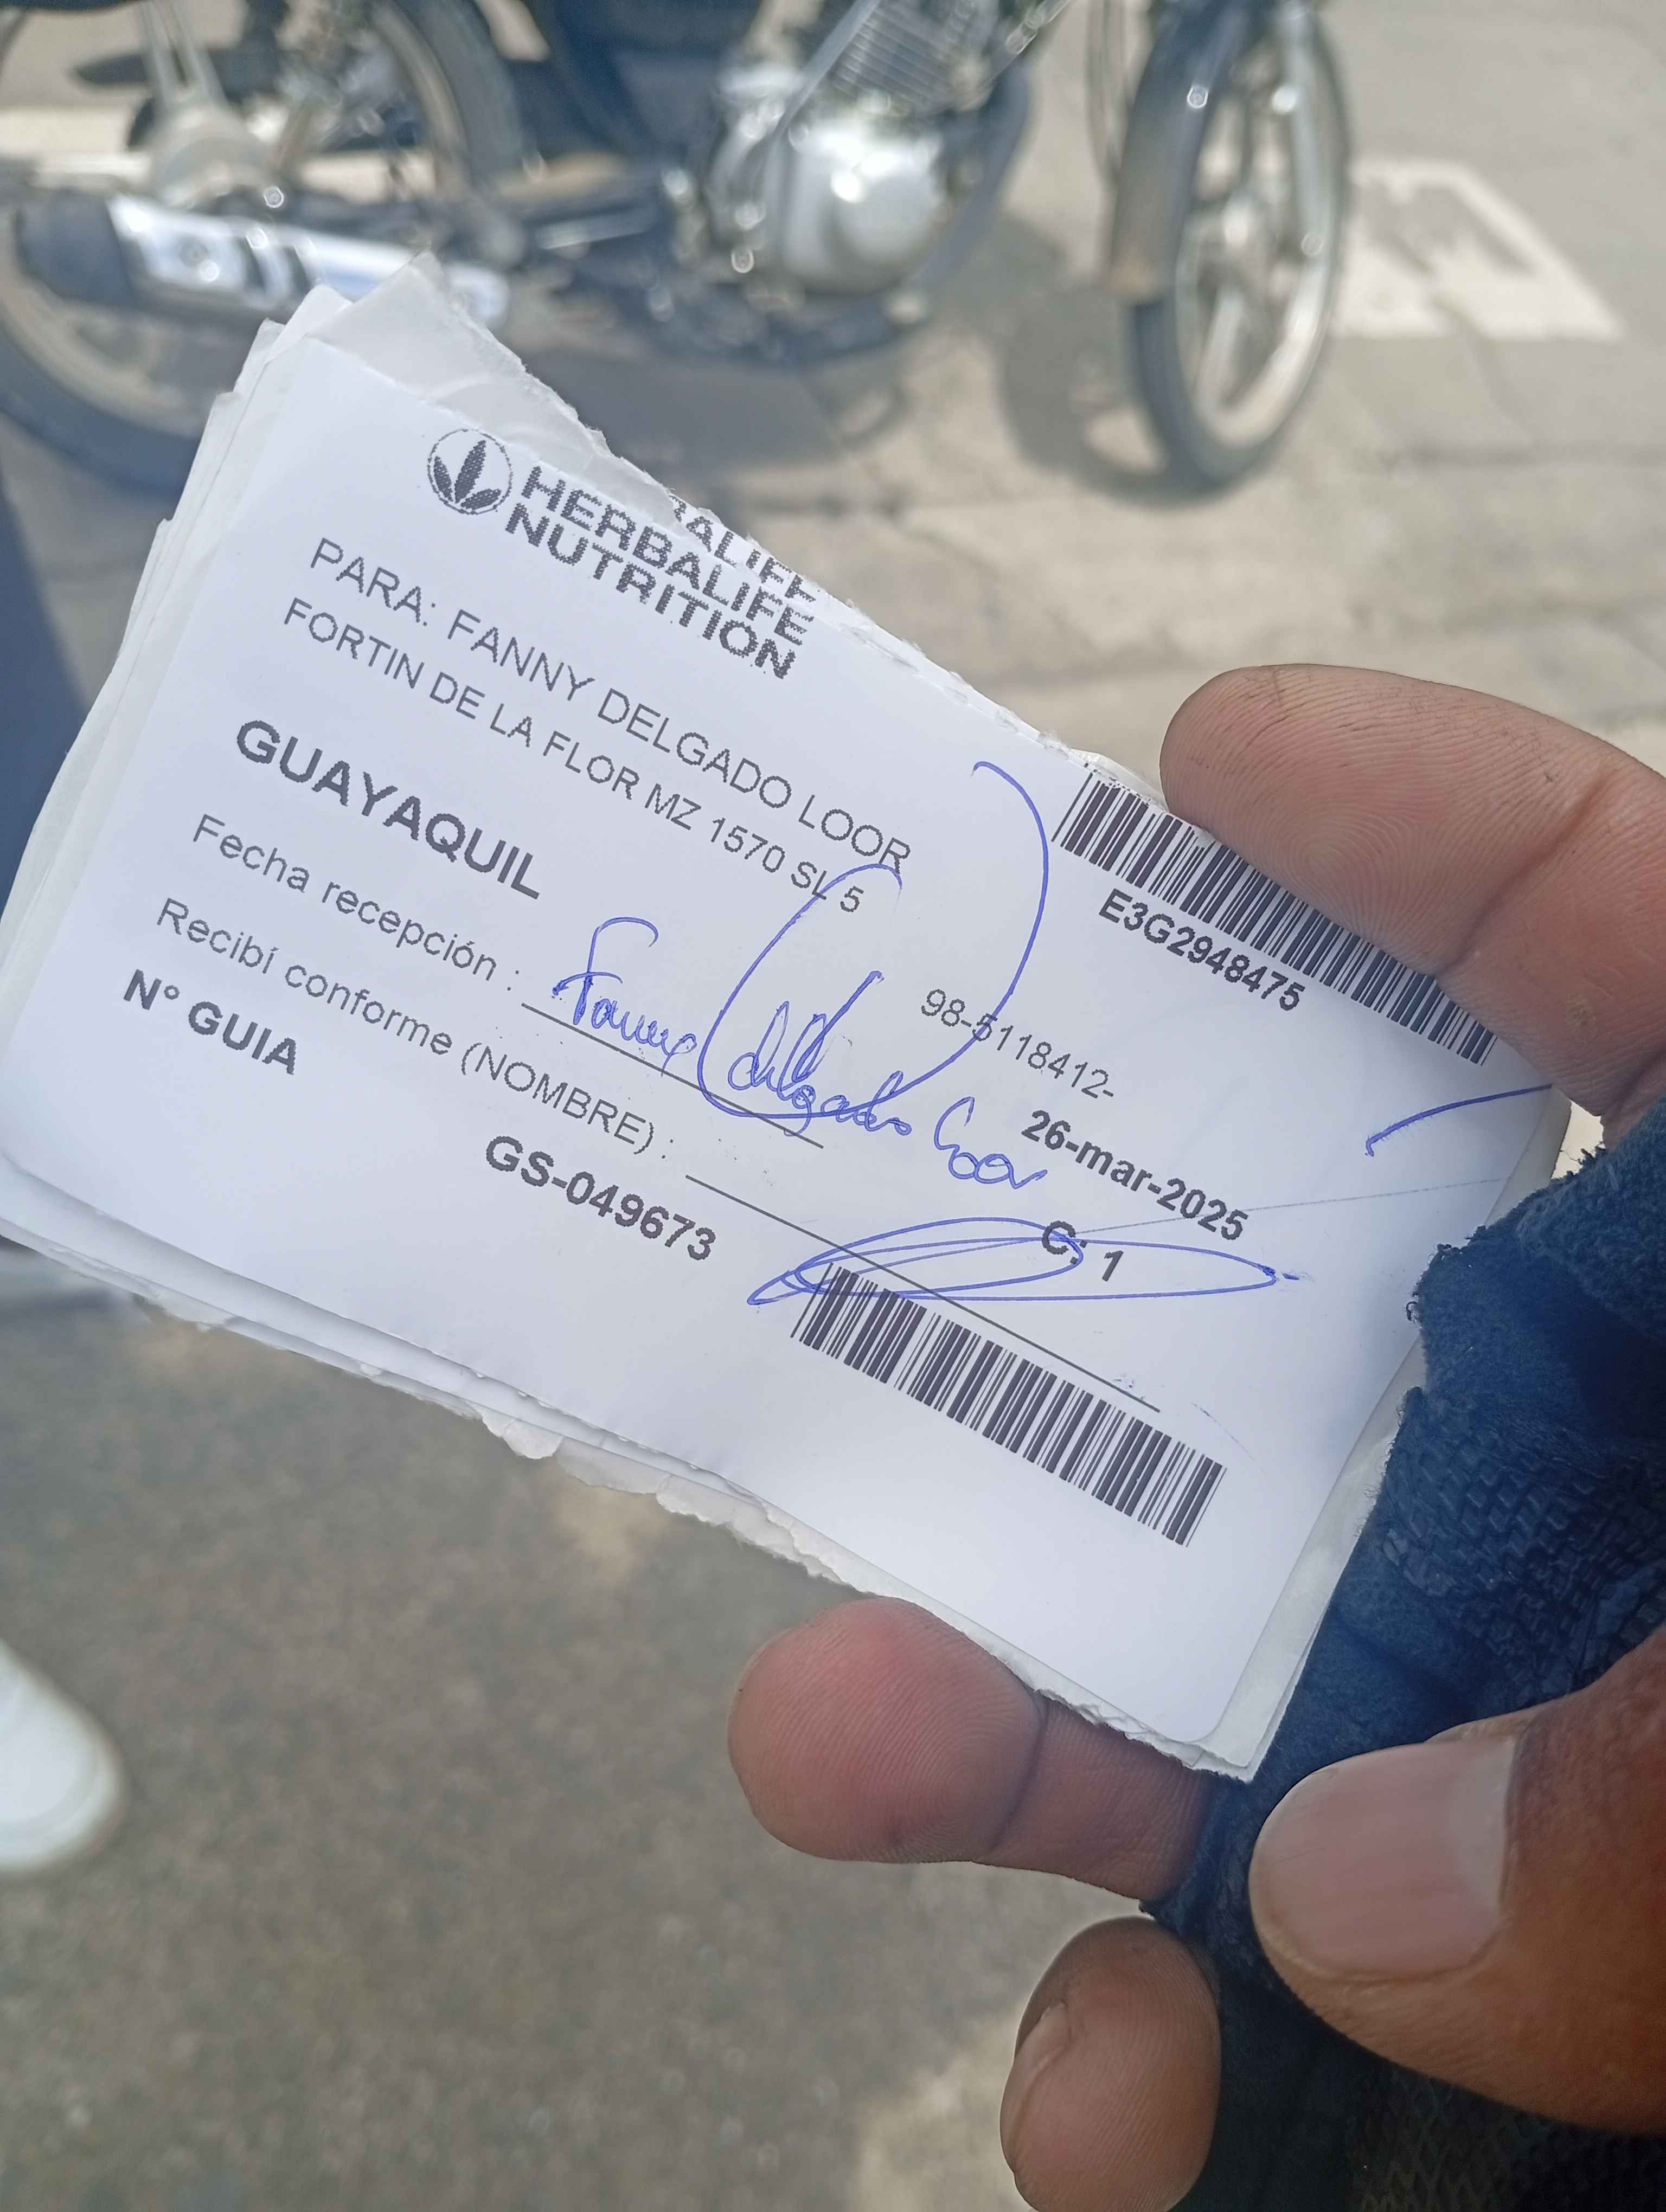 RALIFE
HERBALIFE
NUTRITION
PARA: FANNY DELGADO LOOR
FORTIN DE LA FLOR MZ 1570 SL 5
GUAYAQUIL
E3G2948475
98-5118412-
Fecha recepción :
Fanny Delgado Loor
26-mar-2025
Recibí conforme (NOMBRE) :
C: 1
N° GUIA
GS-049673